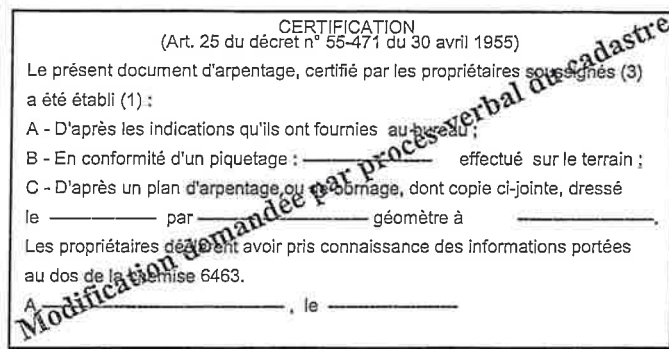 CERTIFICATION
(Art. 25 du décret n° 55-471 du 30 avril 1955)
Le présent document d'arpentage, certifié par les propriétaires soussignés (3)
a été établi (1) :
A - D'après les indications qu'ils ont fournies au bureau ;
B - En conformité d'un piquetage : effectué sur le terrain ;
C - D'après un plan d'arpentage ou de bornage, dont copie ci-jointe, dressé
le par géomètre à .
Les propriétaires déclarent avoir pris connaissance des informations portées
au dos de la chemise 6463.
A , le
Modification demandée par procès-verbal du cadastre